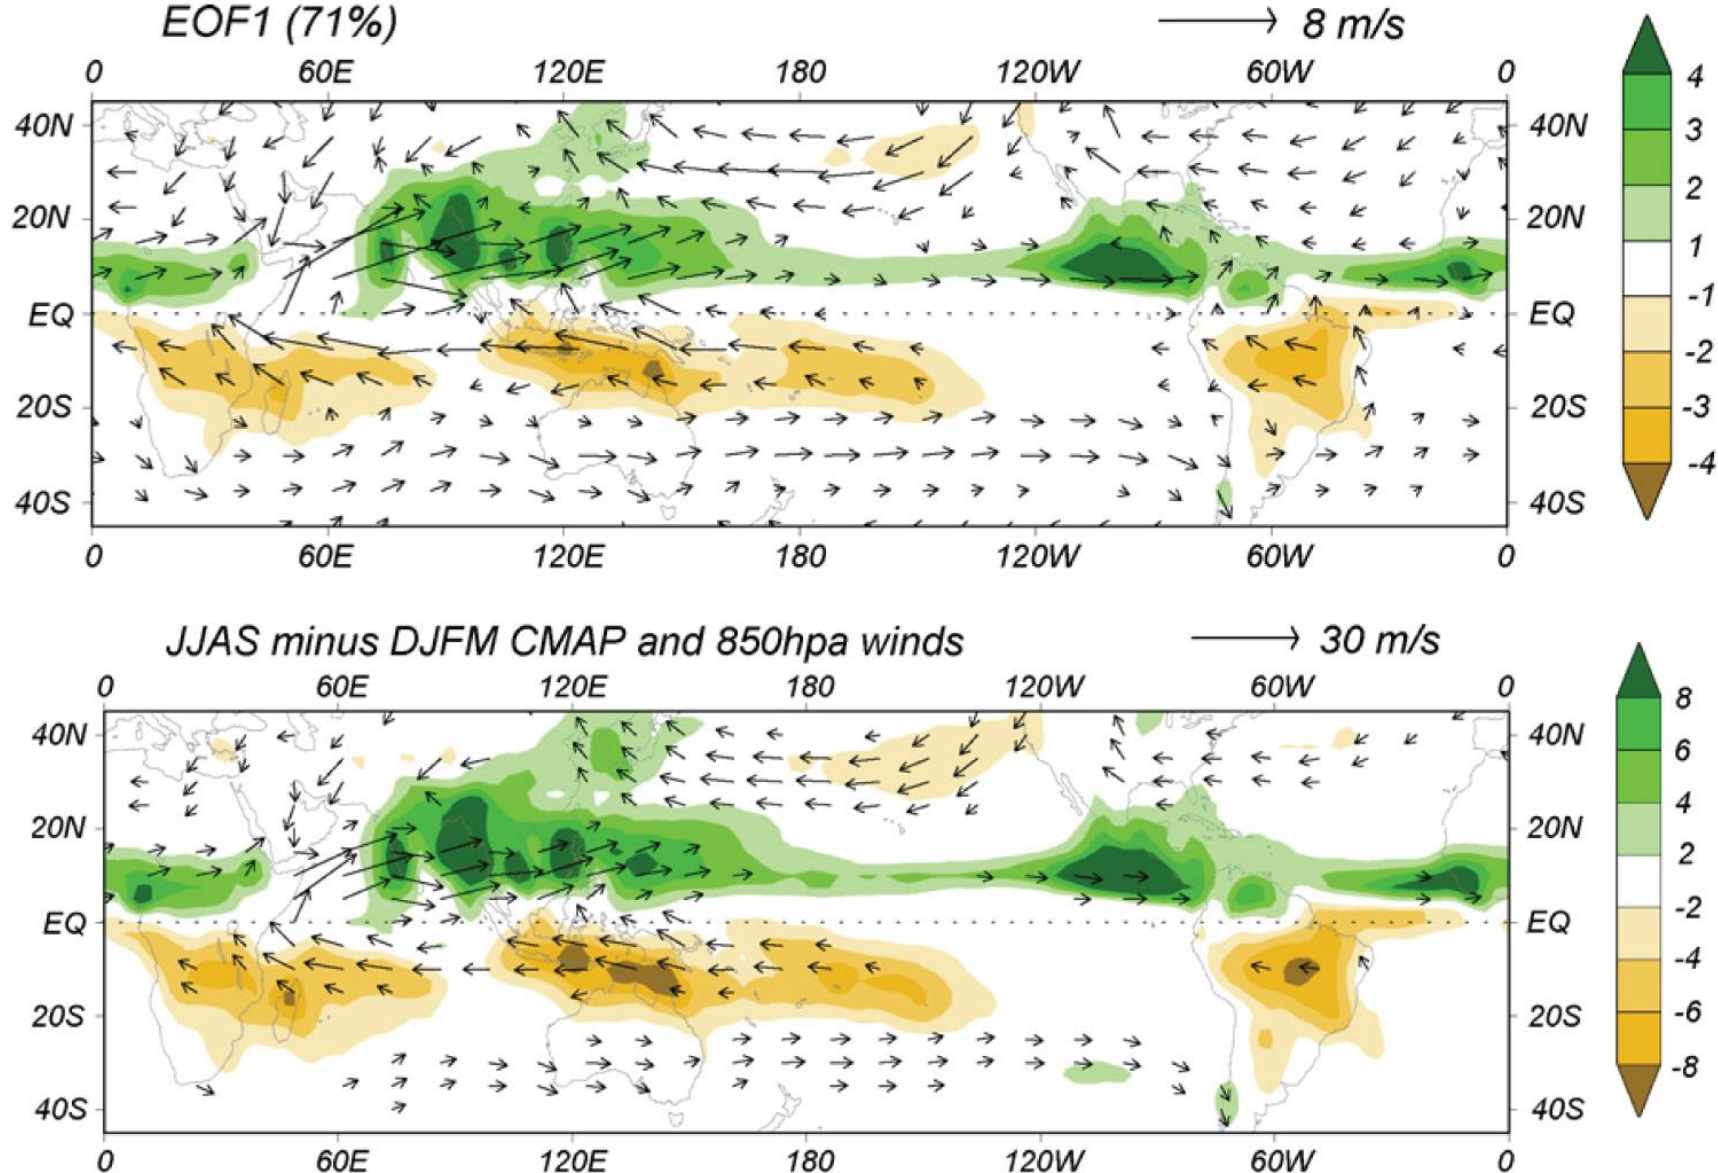 EOF1 (71%) 8 m/s
0 60E 120E 180 120W 60W 0
40N 40N
20N 20N
EQ EQ
20S 20S
40S 40S
0 60E 120E 180 120W 60W 0
4
3
2
1
-1
-2
-3
-4
JJAS minus DJFM CMAP and 850hpa winds 30 m/s
0 60E 120E 180 120W 60W 0
40N 40N
20N 20N
EQ EQ
20S 20S
40S 40S
0 60E 120E 180 120W 60W 0
8
6
4
2
-2
-4
-6
-8